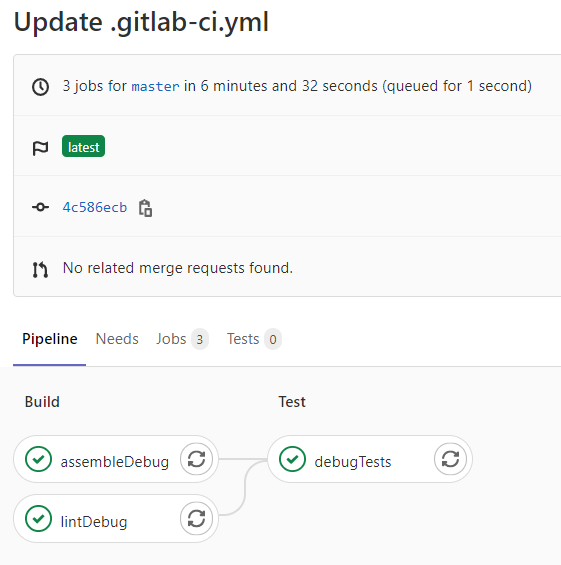 Update .gitlab-ci.yml
3 jobs for master in 6 minutes and 32 seconds (queued for 1 second)
latest
4c586ecb
No related merge requests found.
Pipeline Needs Jobs 3 Tests 0
Build Test
assembleDebug debugTests
lintDebug